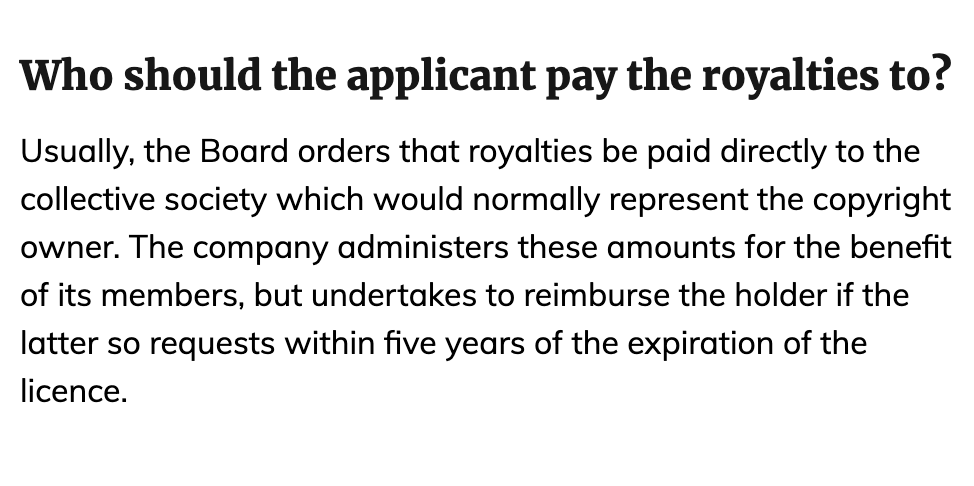 Who should the applicant pay the royalties to?
Usually, the Board orders that royalties be paid directly to the
collective society which would normally represent the copyright
owner. The company administers these amounts for the benefit
of its members, but undertakes to reimburse the holder if the
latter so requests within five years of the expiration of the
licence.